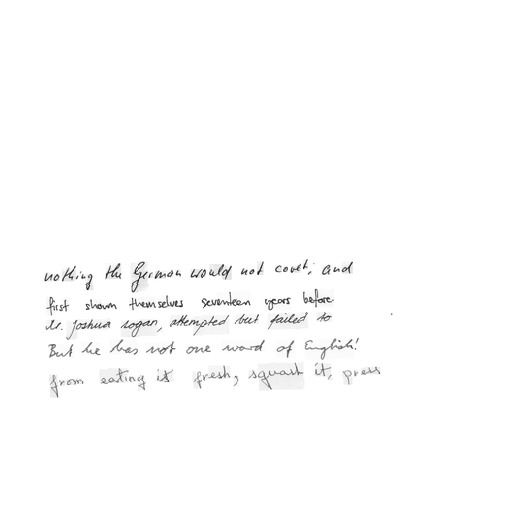 nothing the German would not covet; and
first shown themselves seventeen years before
Mr. Joshua Logan, attempted but failed to
But he has not one word of English!
from eating it fresh, squash it, press